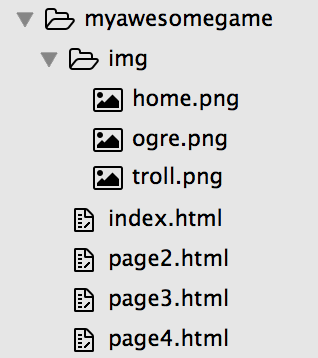 myawesomegame
img
home.png
ogre.png
troll.png
index.html
page2.html
page3.html
page4.html